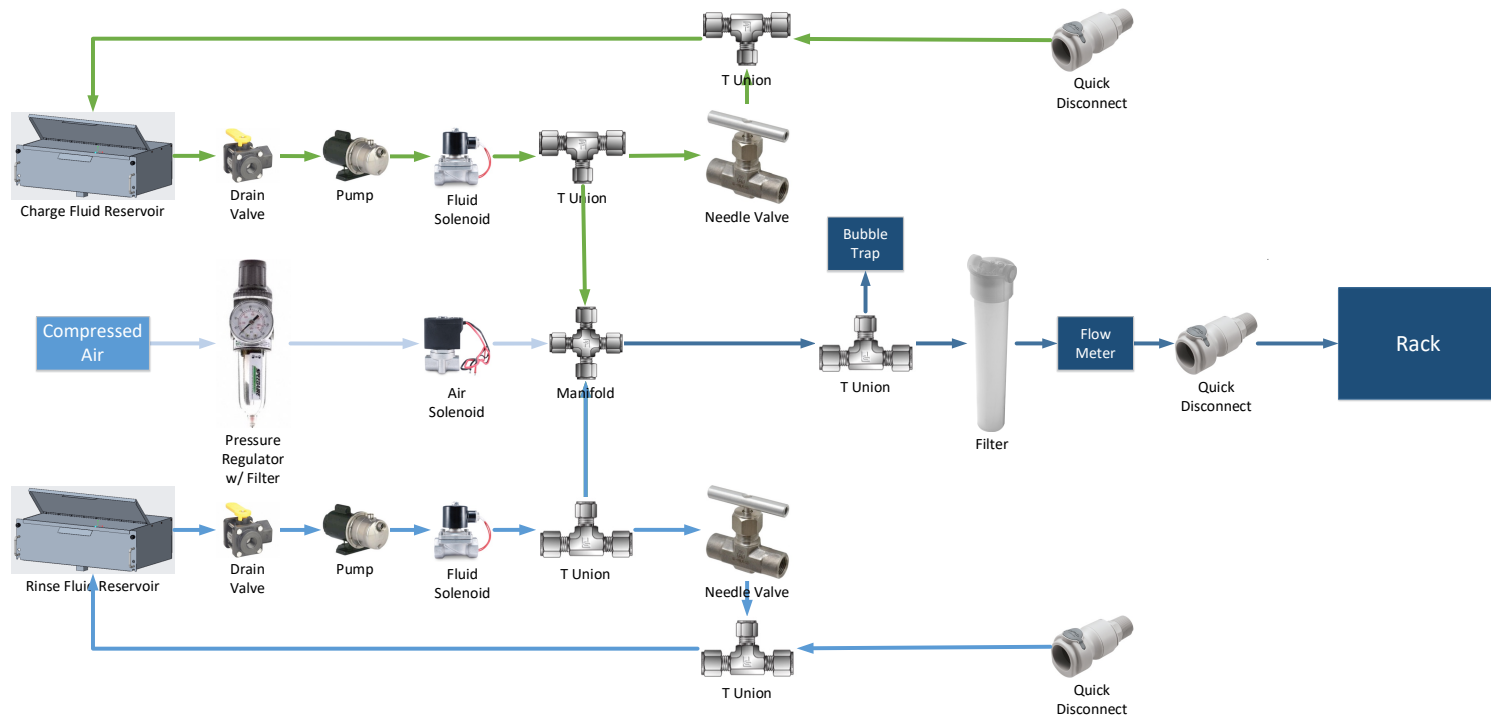 T Union
Quick
Disconnect
Charge Fluid Reservoir
Drain
Valve
Pump
Fluid
Solenoid
T Union
Needle Valve
Bubble
Trap
Compressed
Air
Pressure
Regulator
w/ Filter
Air
Solenoid
Manifold
T Union
Filter
Flow
Meter
Quick
Disconnect
Rack
Rinse Fluid Reservoir
Drain
Valve
Pump
Fluid
Solenoid
T Union
Needle Valve
T Union
Quick
Disconnect